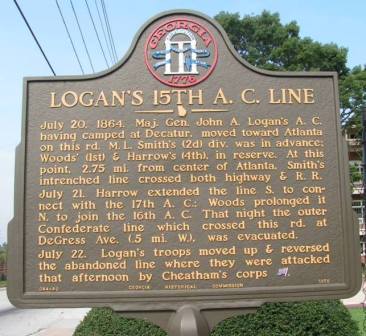 GEORGIA
1776
LOGAN'S 15TH A. C. LINE
July 20, 1864. Maj. Gen. John A. Logan's A. C.
having camped at Decatur, moved toward Atlanta
on this rd. M. L. Smith's (2d) div. was in advance;
Woods' (1st) & Harrow's (4th), in reserve. At this
point, 2.75 mi. from center of Atlanta, Smith's
intrenched line crossed both highway & R. R.
July 21. Harrow extended the line S. to con-
nect with the 17th A. C.; Woods prolonged it
N. to join the 16th A. C. That night the outer
Confederate line which crossed this rd. at
DeGress Ave. (.5 mi. W.), was evacuated.
July 22. Logan's troops moved up & reversed
the abandoned line where they were attacked
that afternoon by Cheatham's corps
GEORGIA HISTORICAL COMMISSION